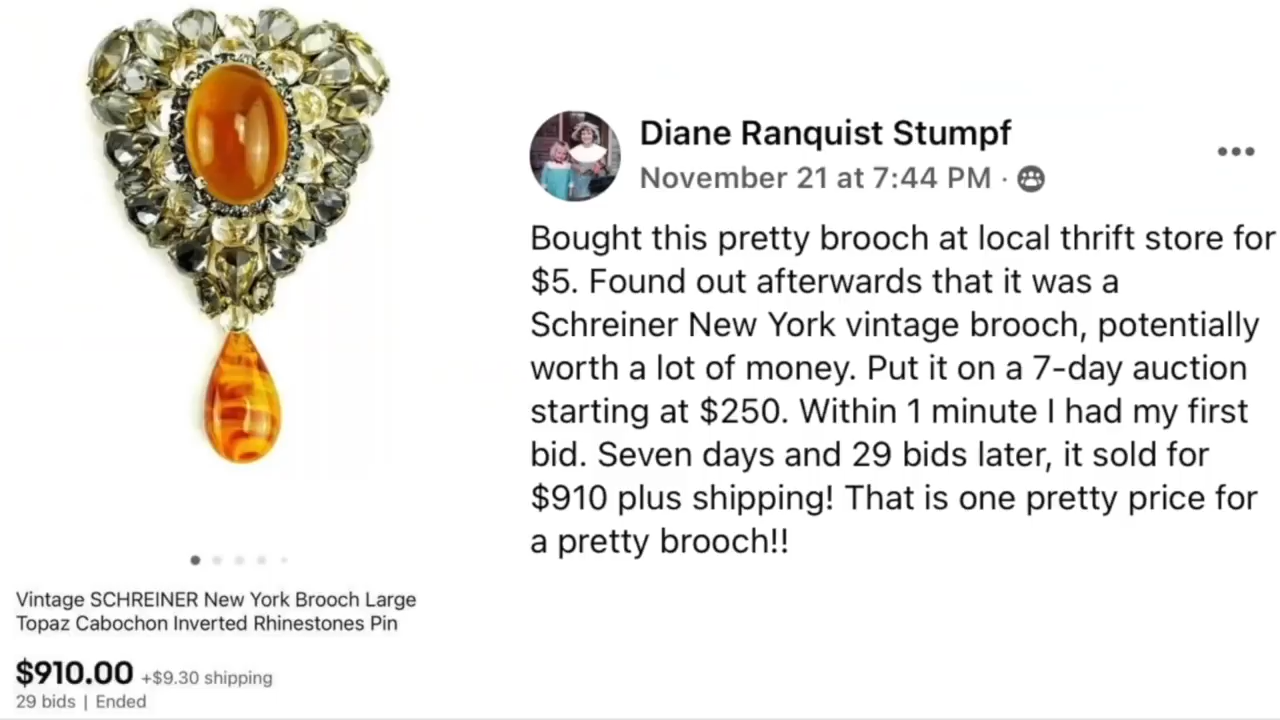 Diane Ranquist Stumpf
November 21 at 7:44 PM ·
Bought this pretty brooch at local thrift store for
$5. Found out afterwards that it was a
Schreiner New York vintage brooch, potentially
worth a lot of money. Put it on a 7-day auction
starting at $250. Within 1 minute I had my first
bid. Seven days and 29 bids later, it sold for
$910 plus shipping! That is one pretty price for
a pretty brooch!!
Vintage SCHREINER New York Brooch Large
Topaz Cabochon Inverted Rhinestones Pin
$910.00 +$9.30 shipping
29 bids | Ended